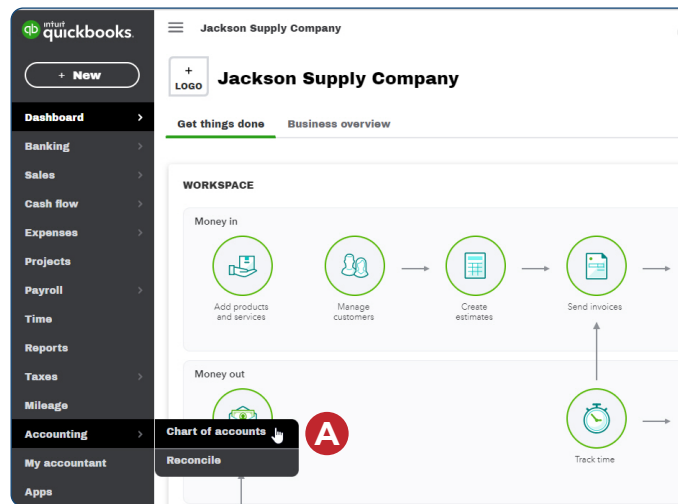 qb intuit quickbooks.
+ New
Dashboard
Banking
Sales
Cash flow
Expenses
Projects
Payroll
Time
Reports
Taxes
Mileage
Accounting
My accountant
Apps
Jackson Supply Company
+ LOGO
Jackson Supply Company
Get things done
Business overview
WORKSPACE
Money in
Add products
and services
Manage
customers
Create
estimates
Send invoices
Money out
Track time
Chart of accounts
A
Reconcile